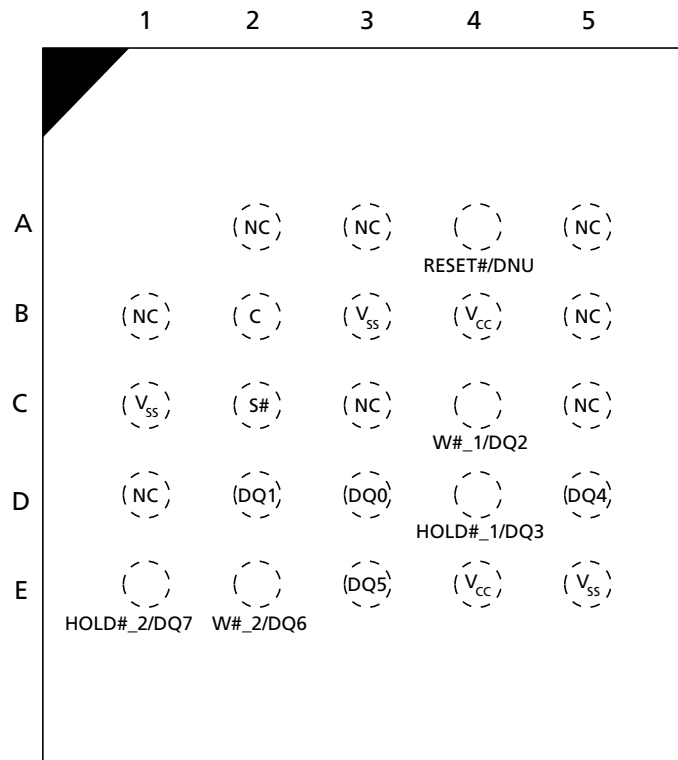 1 2 3 4 5
A NC NC NC
RESET#/DNU
B NC C VSS VCC NC
C VSS S# NC NC
W#_1/DQ2
D NC DQ1 DQ0 DQ4
HOLD#_1/DQ3
E DQ5 VCC VSS
HOLD#_2/DQ7 W#_2/DQ6